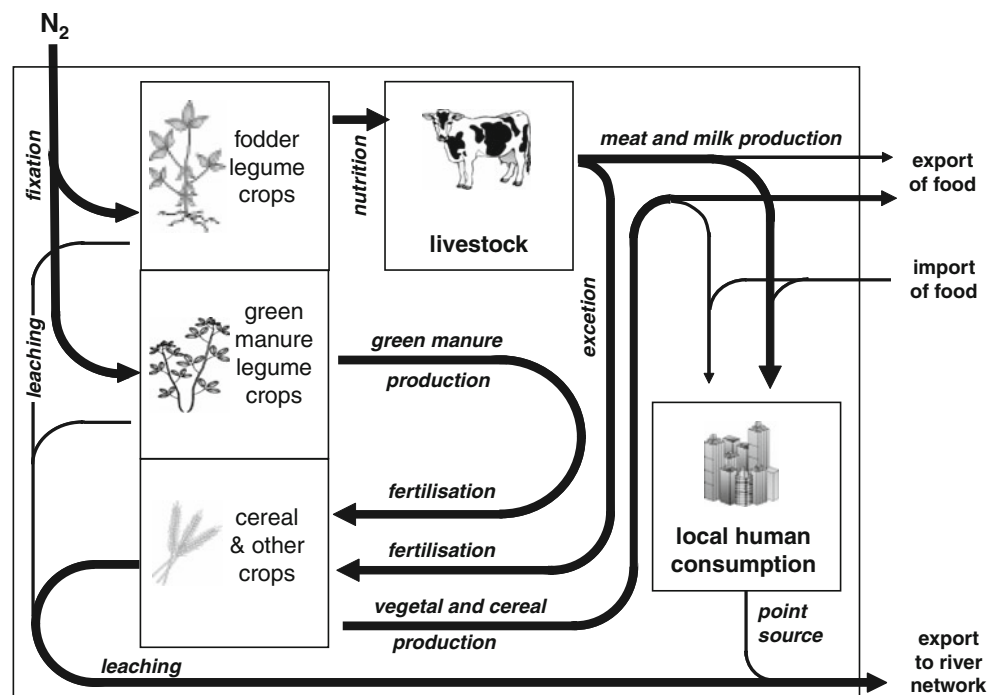 N₂
fixation
leaching
fodder
legume
crops
nutrition
livestock
meat and milk production
export
of food
import
of food
excetion
green
manure
legume
crops
green manure
production
fertilisation
cereal
& other
crops
fertilisation
vegetal and cereal
production
local human
consumption
point
source
leaching
export
to river
network